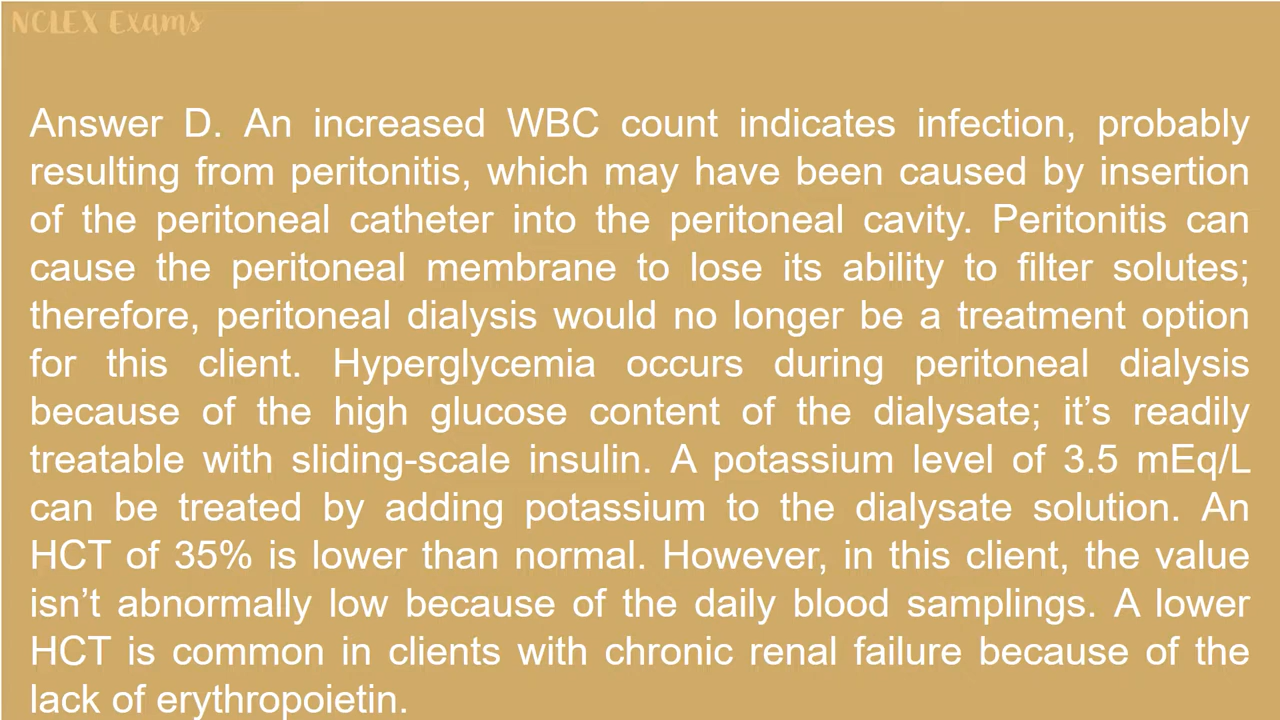 NCLEX Exams
Answer D. An increased WBC count indicates infection, probably
resulting from peritonitis, which may have been caused by insertion
of the peritoneal catheter into the peritoneal cavity. Peritonitis can
cause the peritoneal membrane to lose its ability to filter solutes;
therefore, peritoneal dialysis would no longer be a treatment option
for this client. Hyperglycemia occurs during peritoneal dialysis
because of the high glucose content of the dialysate; it’s readily
treatable with sliding-scale insulin. A potassium level of 3.5 mEq/L
can be treated by adding potassium to the dialysate solution. An
HCT of 35% is lower than normal. However, in this client, the value
isn’t abnormally low because of the daily blood samplings. A lower
HCT is common in clients with chronic renal failure because of the
lack of erythropoietin.